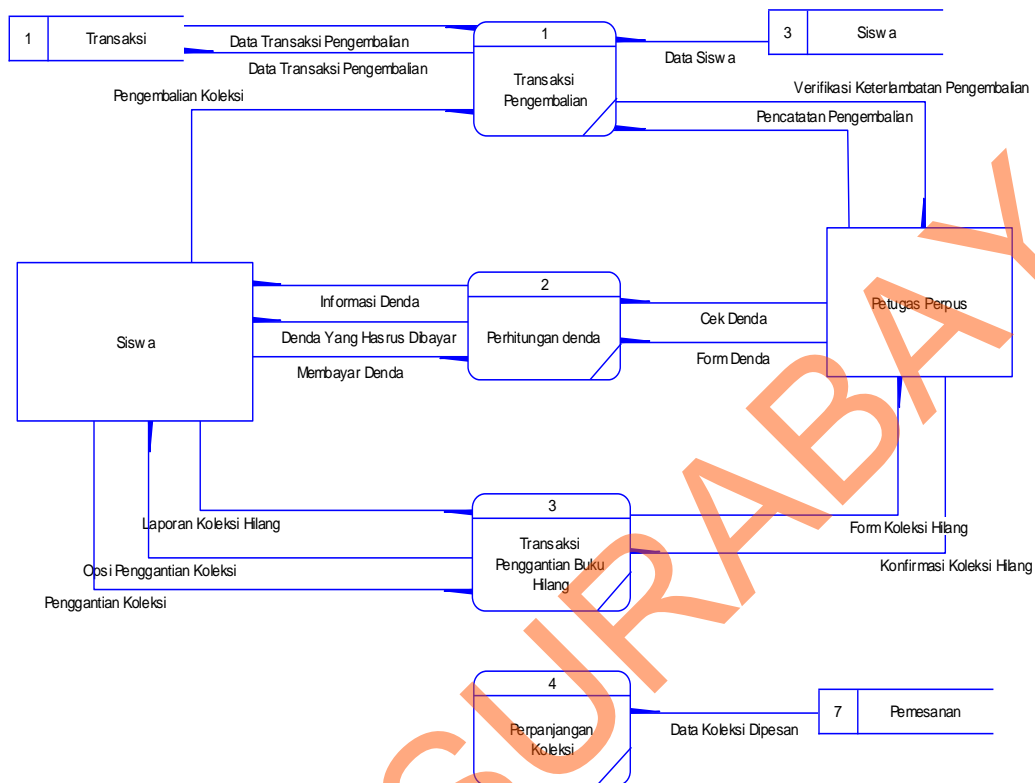 1 Transaksi
Data Transaksi Pengembalian
Data Transaksi Pengembalian
1
Transaksi
Pengembalian
3 Siswa
Data Siswa
Verifikasi Keterlambatan Pengembalian
Pencatatan Pengembalian
Pengembalian Koleksi
Siswa
Informasi Denda
Denda Yang Hasrus Dibayar
Membayar Denda
2
Perhitungan denda
Cek Denda
Form Denda
Petugas Perpus
Laporan Koleksi Hilang
Opsi Penggantian Koleksi
Penggantian Koleksi
3
Transaksi
Penggantian Buku
Hilang
Form Koleksi Hilang
Konfirmasi Koleksi Hilang
4
Perpanjangan
Koleksi
Data Koleksi Dipesan
7 Pemesanan
SURABAY